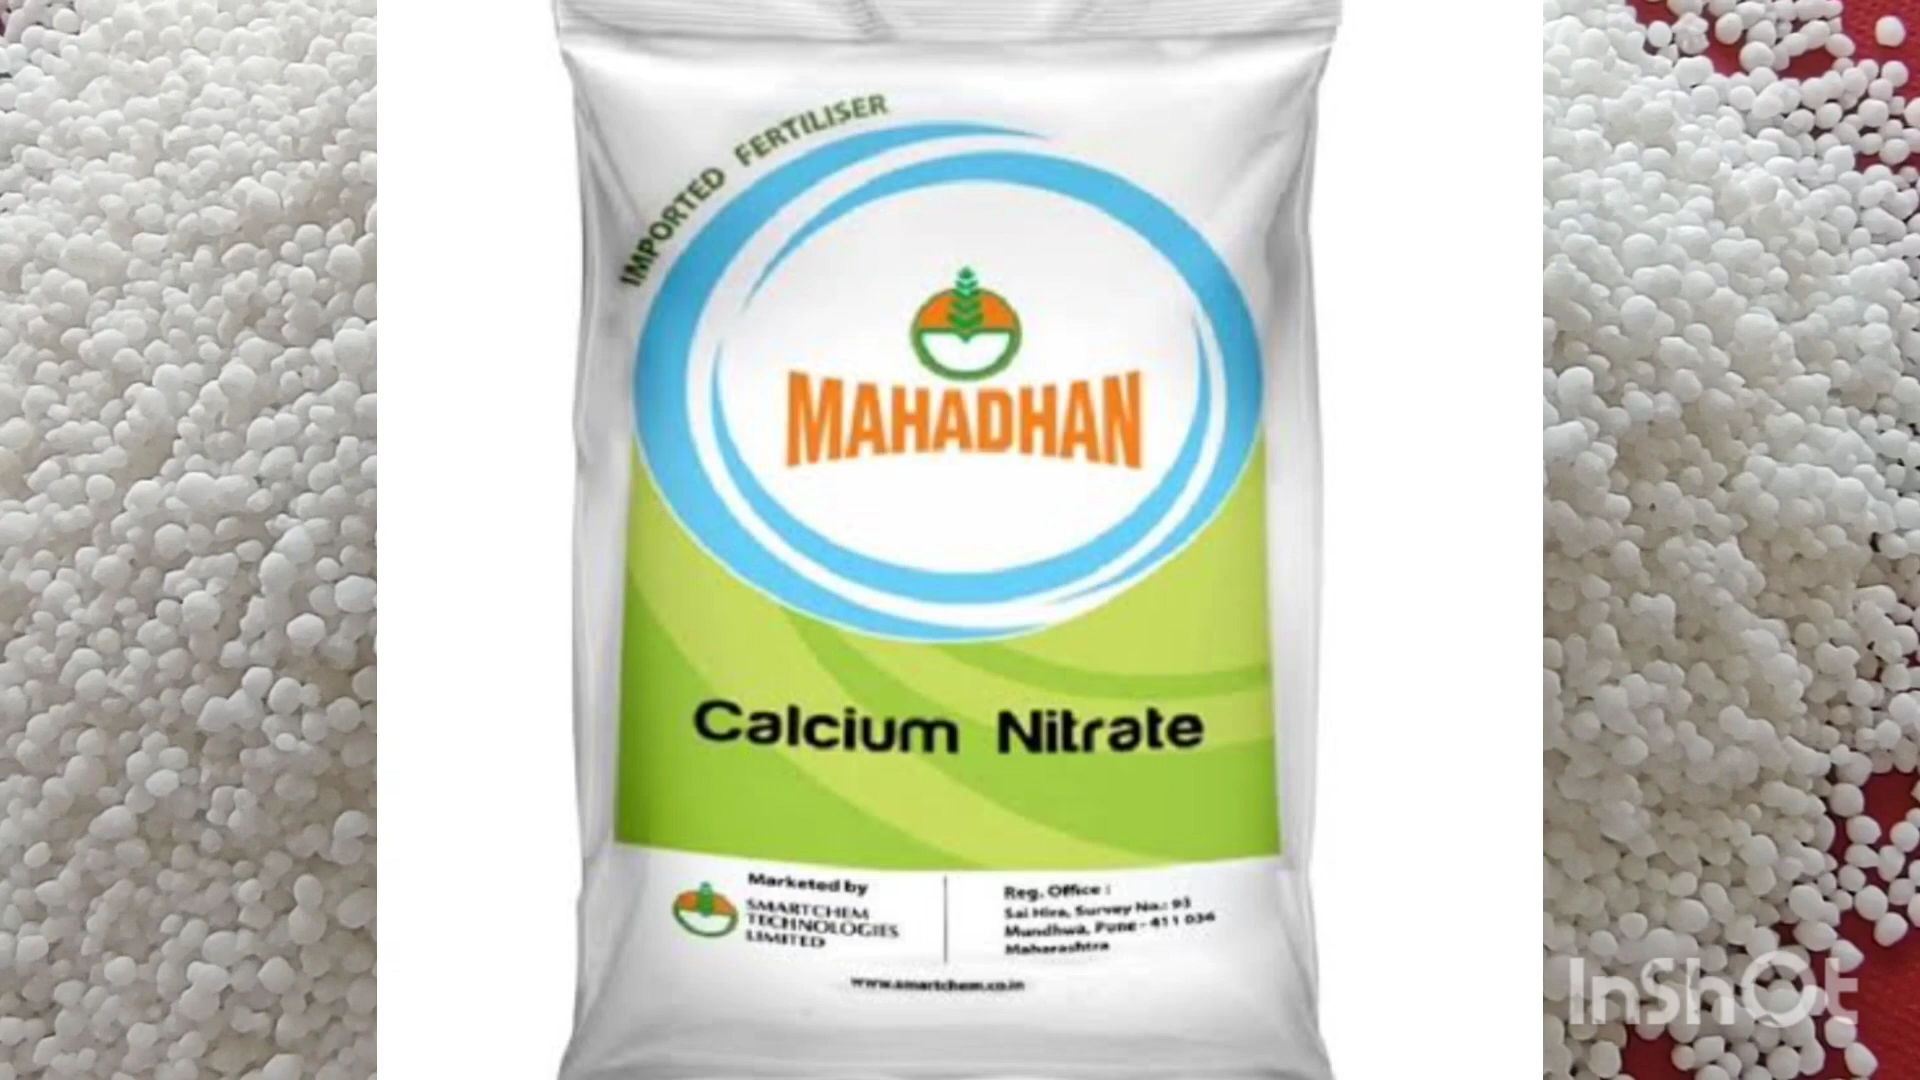 IMPORTED FERTILISER
MAHADHAN
Calcium Nitrate
Marketed by
SMARTCHEM
TECHNOLOGIES
LIMITED
Reg. Office :
Sai Hira, Survey No.: 93
Mundhwa, Pune - 411 036
Maharashtra
www.smartchem.co.in
InShOt